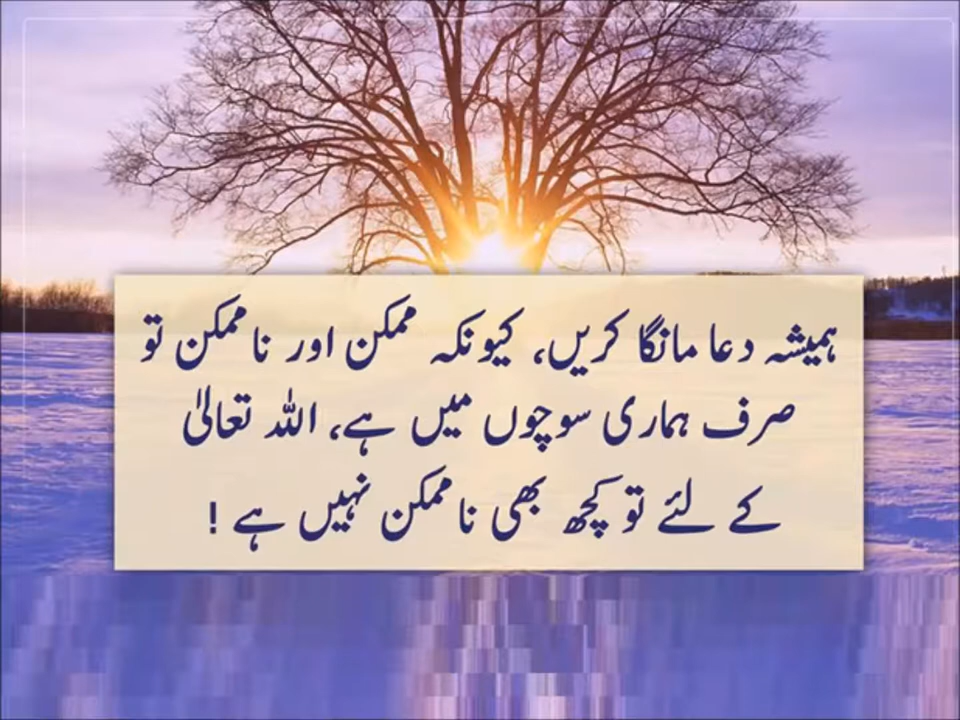 ہمیشہ دعا مانگا کریں، کیونکہ ممکن اور ناممکن تو
صرف ہماری سوچوں میں ہے، اللہ تعالیٰ
کے لئے تو کچھ بھی ناممکن نہیں ہے !